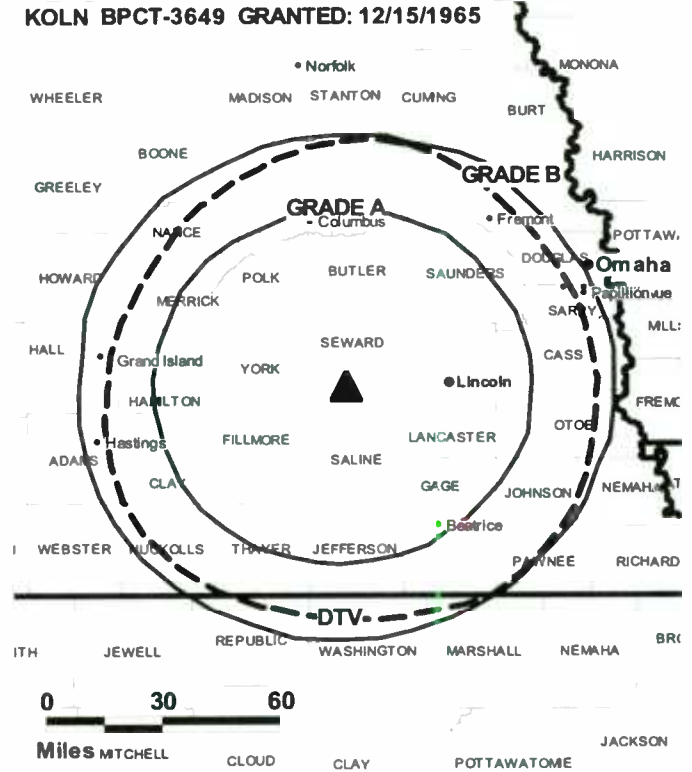 KOLN BPCT-3649 GRANTED: 12/15/1965
Norfolk
MONONA
WHEELER MADISON STANTON CUMING
BURT
BOONE HARRISON
GRADE B
GREELEY
GRADE A
Columbus Fremont
NANCE POTTAW.
DOUGLAS Omaha
HOWARD POLK BUTLER SAUNDERS
MERRICK SARPY
MILLS
SEWARD
HALL Grand Island CASS
YORK
Lincoln
HAMILTON FREMO
OTOE
Hastings FILLMORE LANCASTER
ADAMS SALINE
CLAY GAGE JOHNSON NEMAHA
Beatrice
WEBSTER NUCKOLLS THAYER JEFFERSON
PAWNEE RICHARD
DTV
REPUBLIC
ITH JEWELL WASHINGTON MARSHALL NEMAHA BRO
0 30 60
JACKSON
Miles MITCHELL CLOUD CLAY POTTAWATOMIE